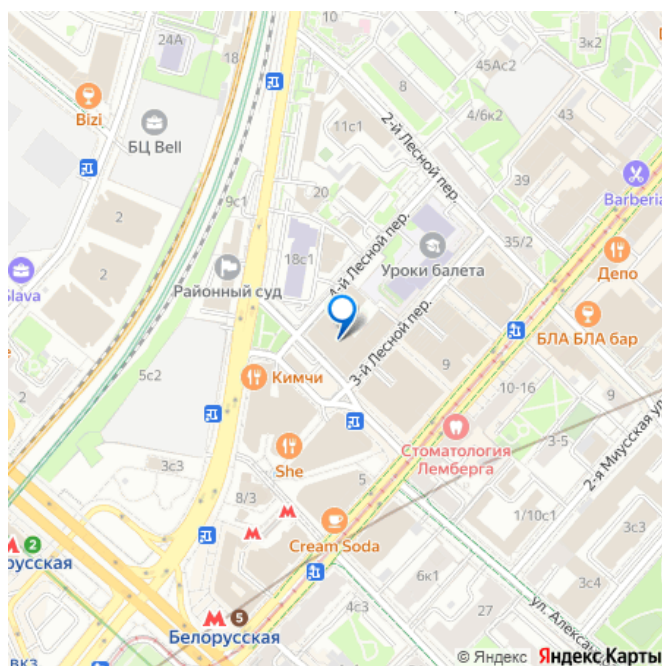 10
24А
18
3к2
45Ас2
8
Bizi
БЦ Bell
11с1
4/6к2
43
2-й Лесной пер.
39
Barberia
20
9с1
2
4-й Лесной пер.
35/2
18с1
Уроки балета
Районный суд
Депо
Slava
2
3-й Лесной пер.
БЛА БЛА бар
5с2
9
Кимчи
10-16
9
Стоматология
Лемберга
3-5
2-я Миусская ул.
3с3
She
5
8/3
1/10с1
Cream Soda
3с3
2
русская
6к1
3с4
5
Белорусская
4с3
27
ул. Алекса
ВК3
© Яндекс Яндекс Карты